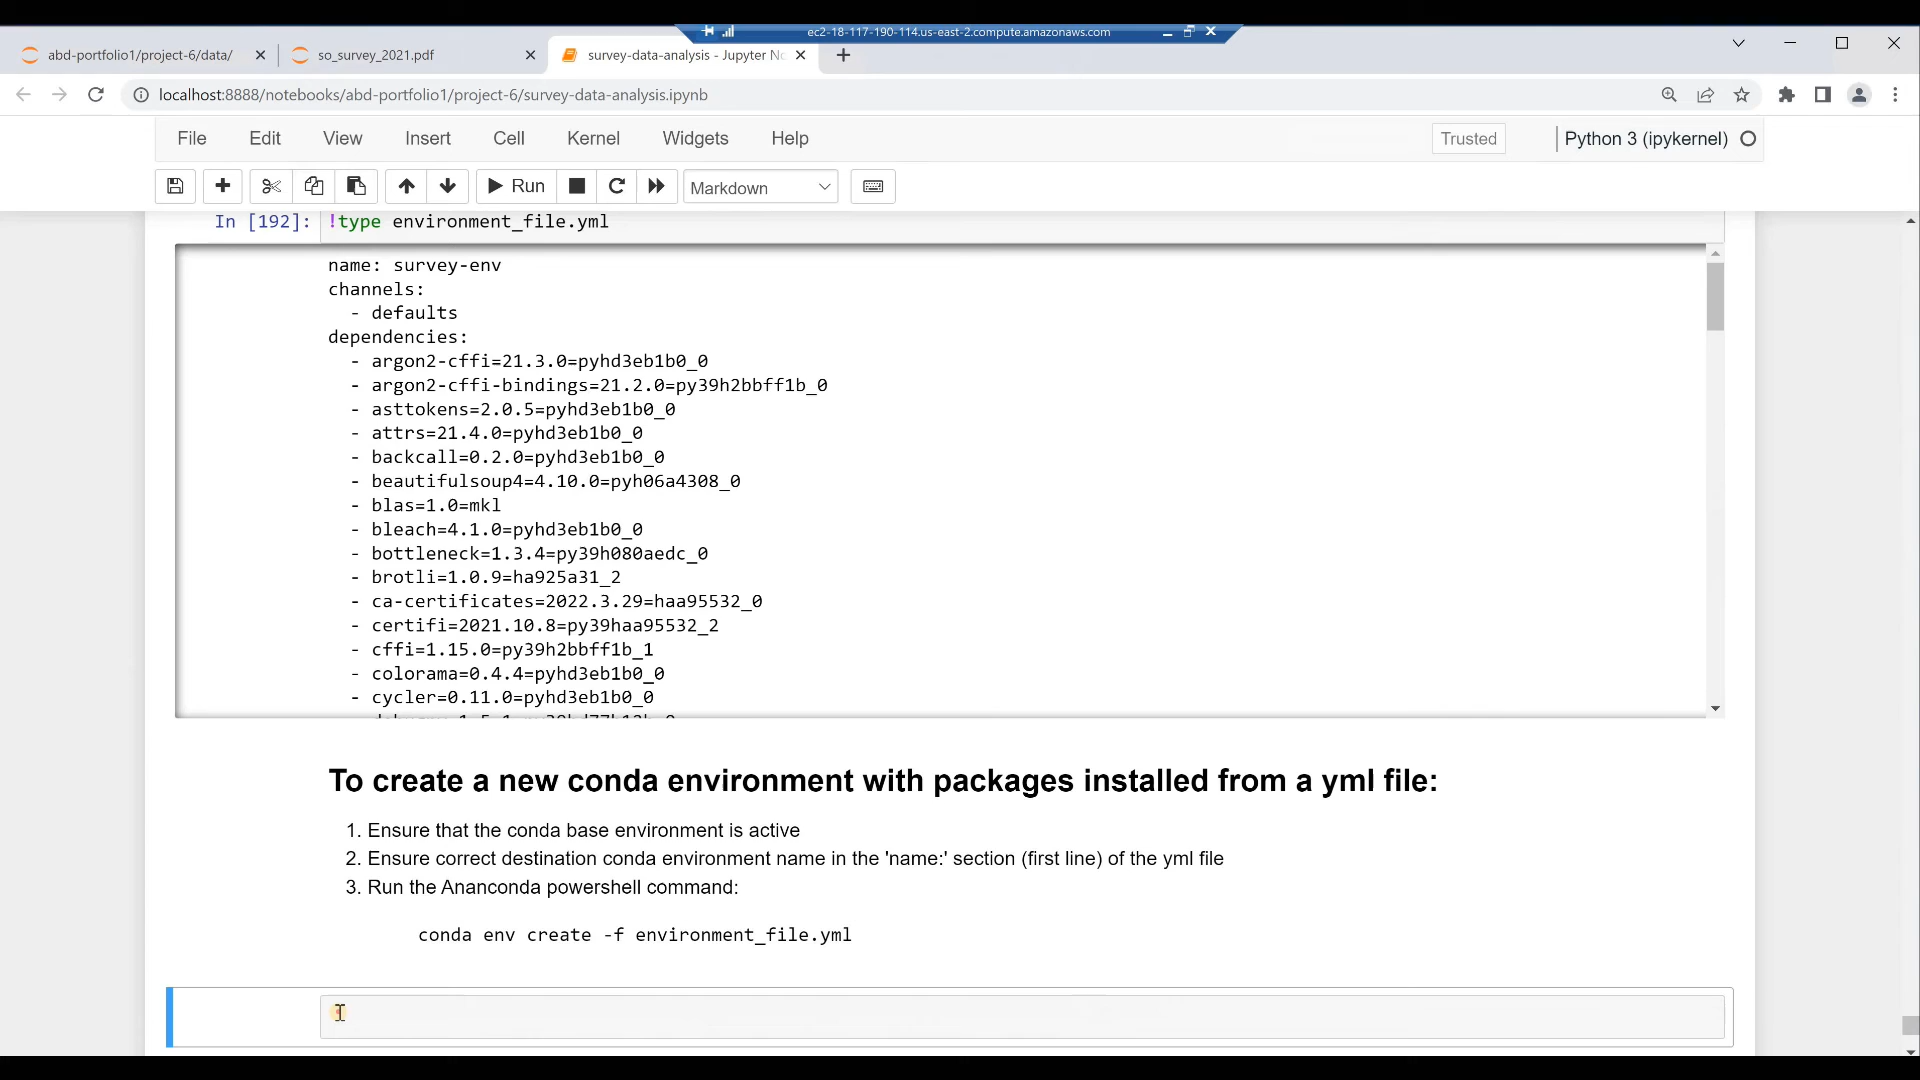 ec2-18-117-190-114.us-east-2.compute.amazonaws.com
abd-portfolio1/project-6/data/
so_survey_2021.pdf
survey-data-analysis - Jupyter No
localhost:8888/notebooks/abd-portfolio1/project-6/survey-data-analysis.ipynb
File Edit View Insert Cell Kernel Widgets Help Trusted Python 3 (ipykernel)
Run Markdown
In [192]: !type environment_file.yml
name: survey-env
channels:
- defaults
dependencies:
- argon2-cffi=21.3.0=pyhd3eb1b0_0
- argon2-cffi-bindings=21.2.0=py39h2bbff1b_0
- asttokens=2.0.5=pyhd3eb1b0_0
- attrs=21.4.0=pyhd3eb1b0_0
- backcall=0.2.0=pyhd3eb1b0_0
- beautifulsoup4=4.10.0=pyh06a4308_0
- blas=1.0=mkl
- bleach=4.1.0=pyhd3eb1b0_0
- bottleneck=1.3.4=py39h080aedc_0
- brotli=1.0.9=ha925a31_2
- ca-certificates=2022.3.29=haa95532_0
- certifi=2021.10.8=py39haa95532_2
- cffi=1.15.0=py39h2bbff1b_1
- colorama=0.4.4=pyhd3eb1b0_0
- cycler=0.11.0=pyhd3eb1b0_0
To create a new conda environment with packages installed from a yml file:
1. Ensure that the conda base environment is active
2. Ensure correct destination conda environment name in the 'name:' section (first line) of the yml file
3. Run the Ananconda powershell command:
conda env create -f environment_file.yml